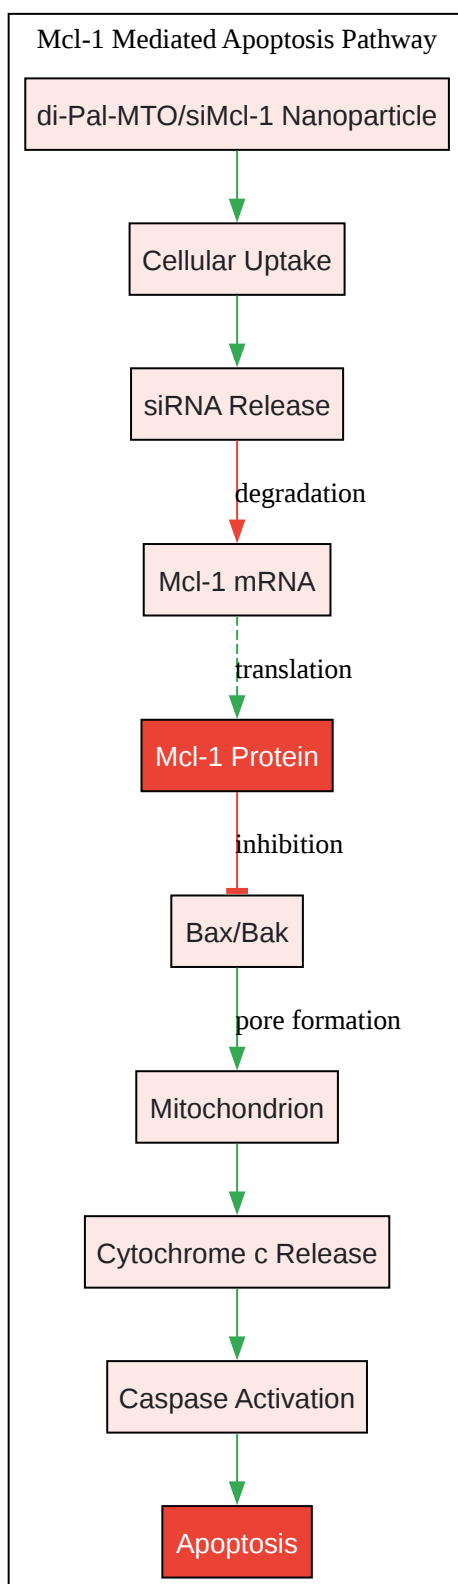 Mcl-1 Mediated Apoptosis Pathway
di-Pal-MTO/siMcl-1 Nanoparticle
Cellular Uptake
siRNA Release
degradation
Mcl-1 mRNA
translation
Mcl-1 Protein
inhibition
Bax/Bak
pore formation
Mitochondrion
Cytochrome c Release
Caspase Activation
Apoptosis